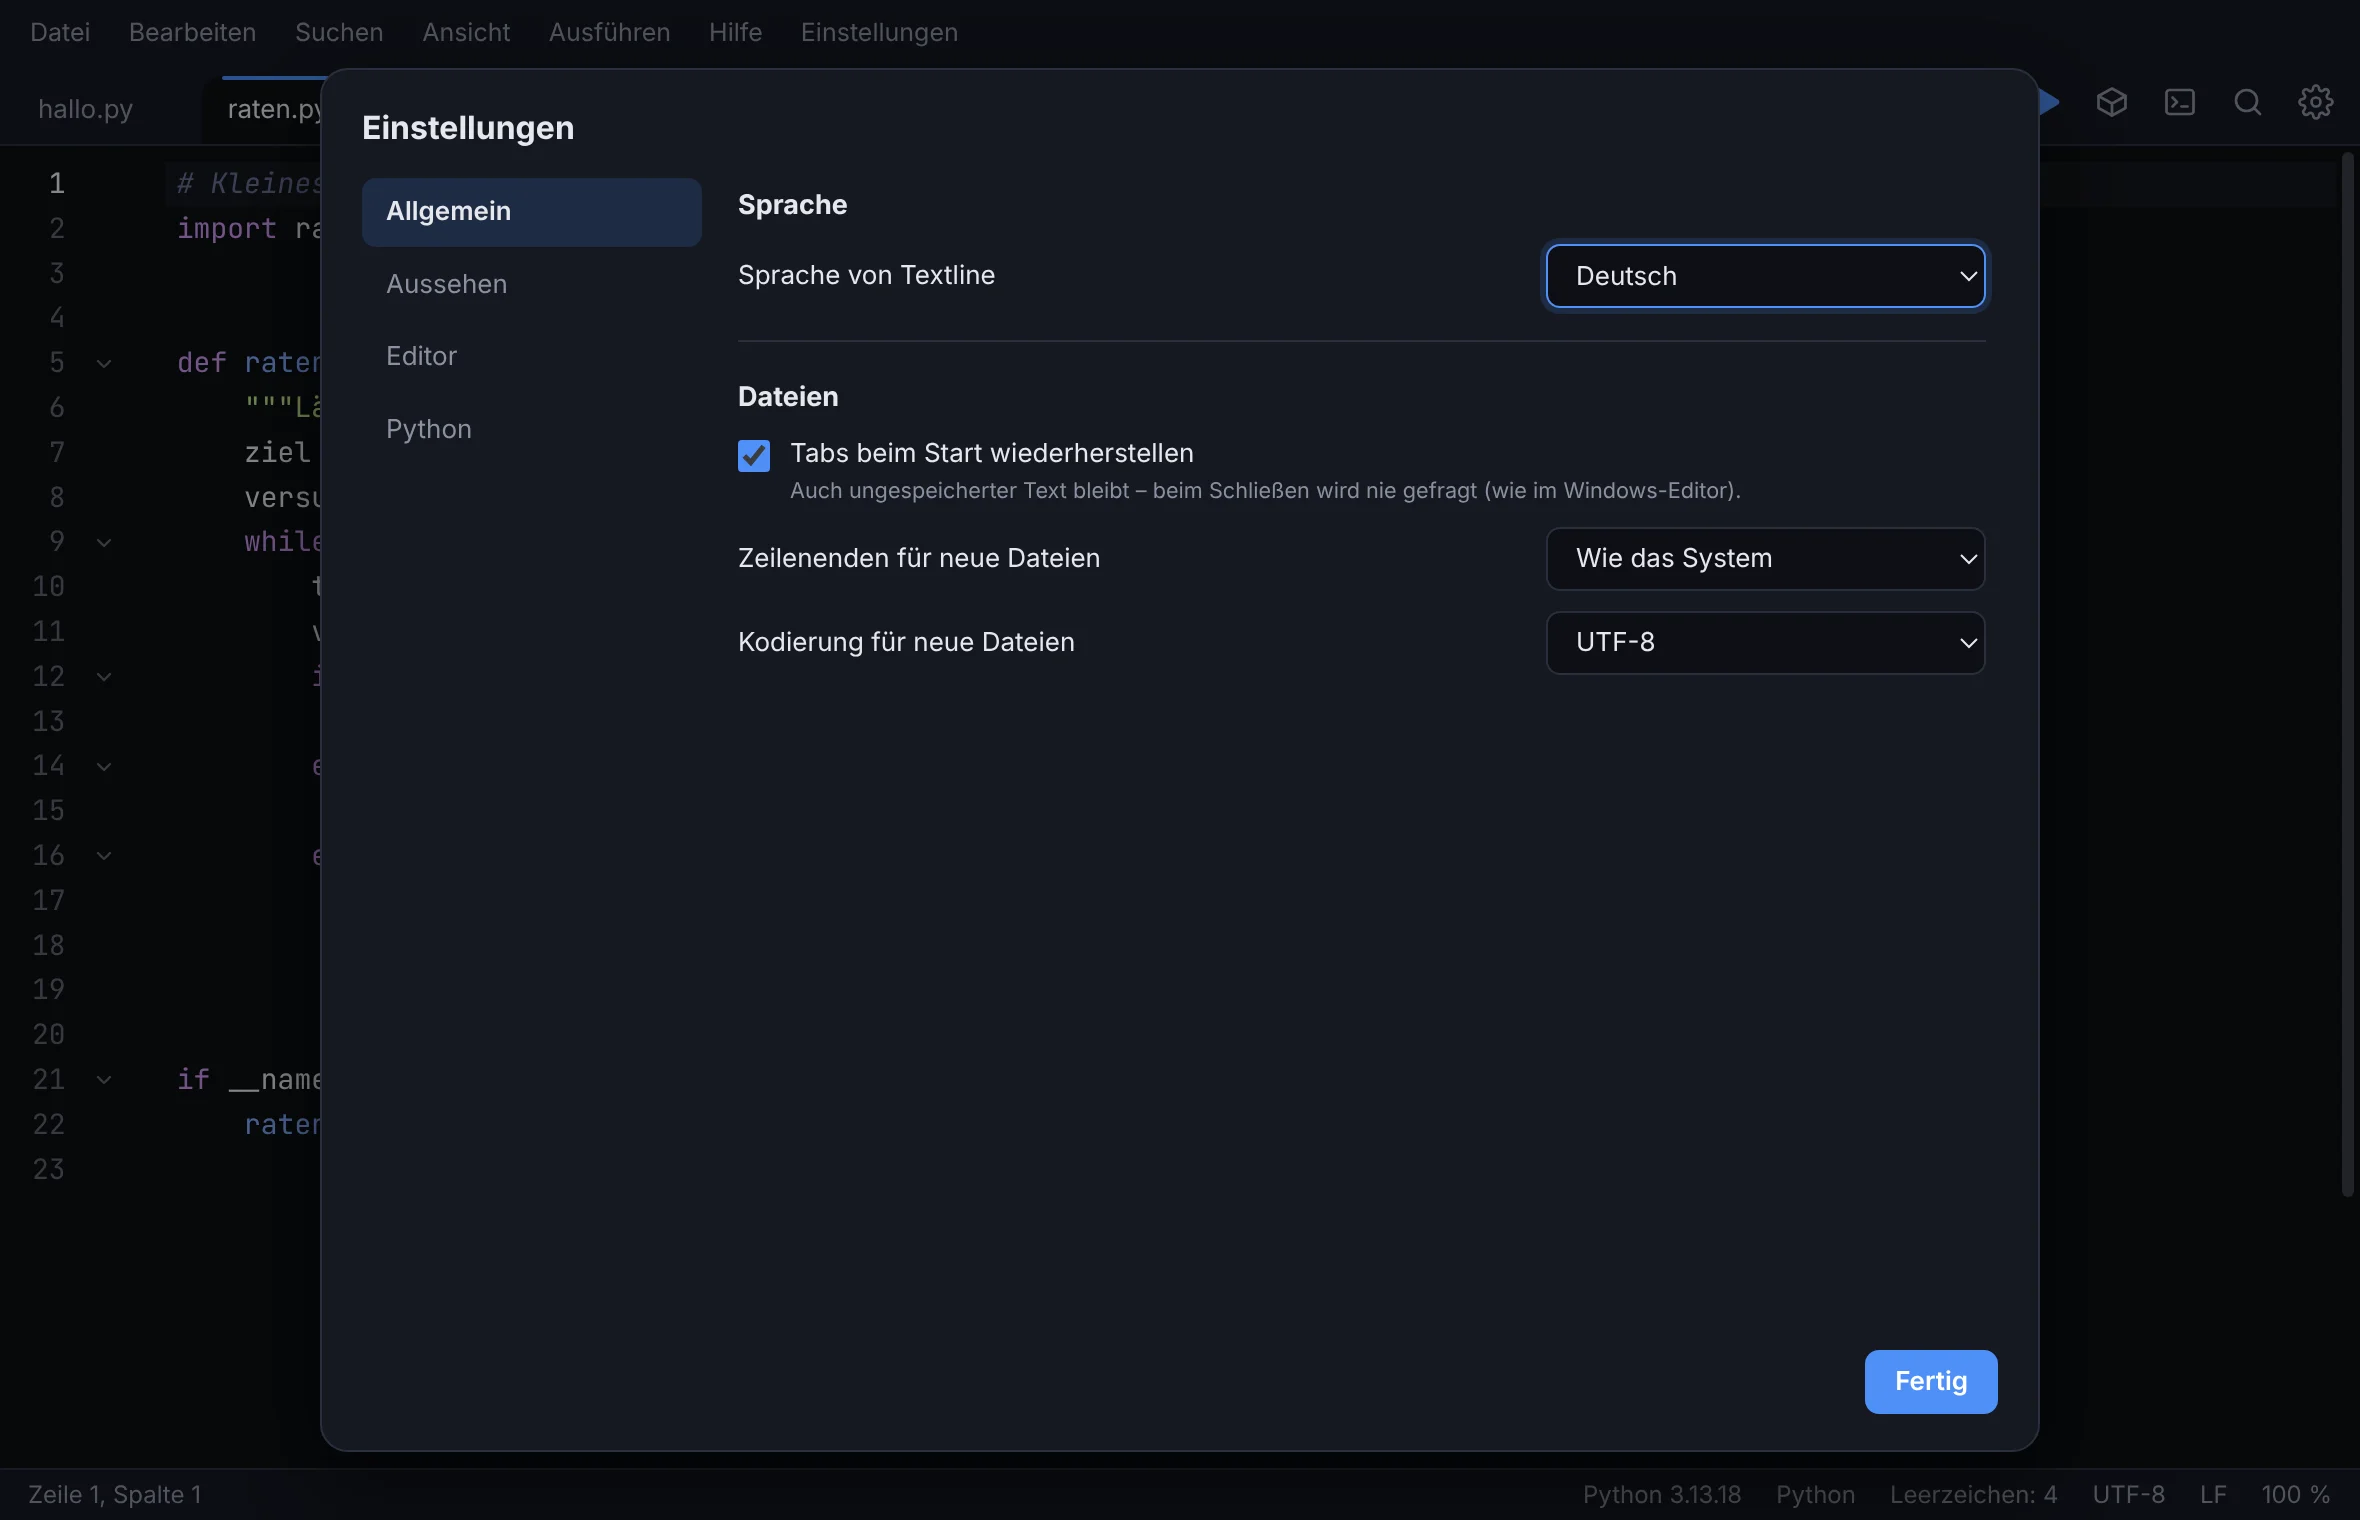 Datei Bearbeiten Suchen Ansicht Ausführen Hilfe Einstellungen
hallo.py raten.py
Einstellungen
Allgemein
Aussehen
Editor
Python
Sprache
Sprache von Textline Deutsch
Dateien
Tabs beim Start wiederherstellen
Auch ungespeicherter Text bleibt – beim Schließen wird nie gefragt (wie im Windows-Editor).
Zeilenenden für neue Dateien Wie das System
Kodierung für neue Dateien UTF-8
Fertig
1 # Kleines
2 import ra
3
4
5 def raten
6 """Lä
7 ziel
8 versu
9 while
10 t
11 v
12 i
13
14 e
15
16 e
17
18
19
20
21 if __name
22 raten
23
Zeile 1, Spalte 1 Python 3.13.18 Python Leerzeichen: 4 UTF-8 LF 100 %